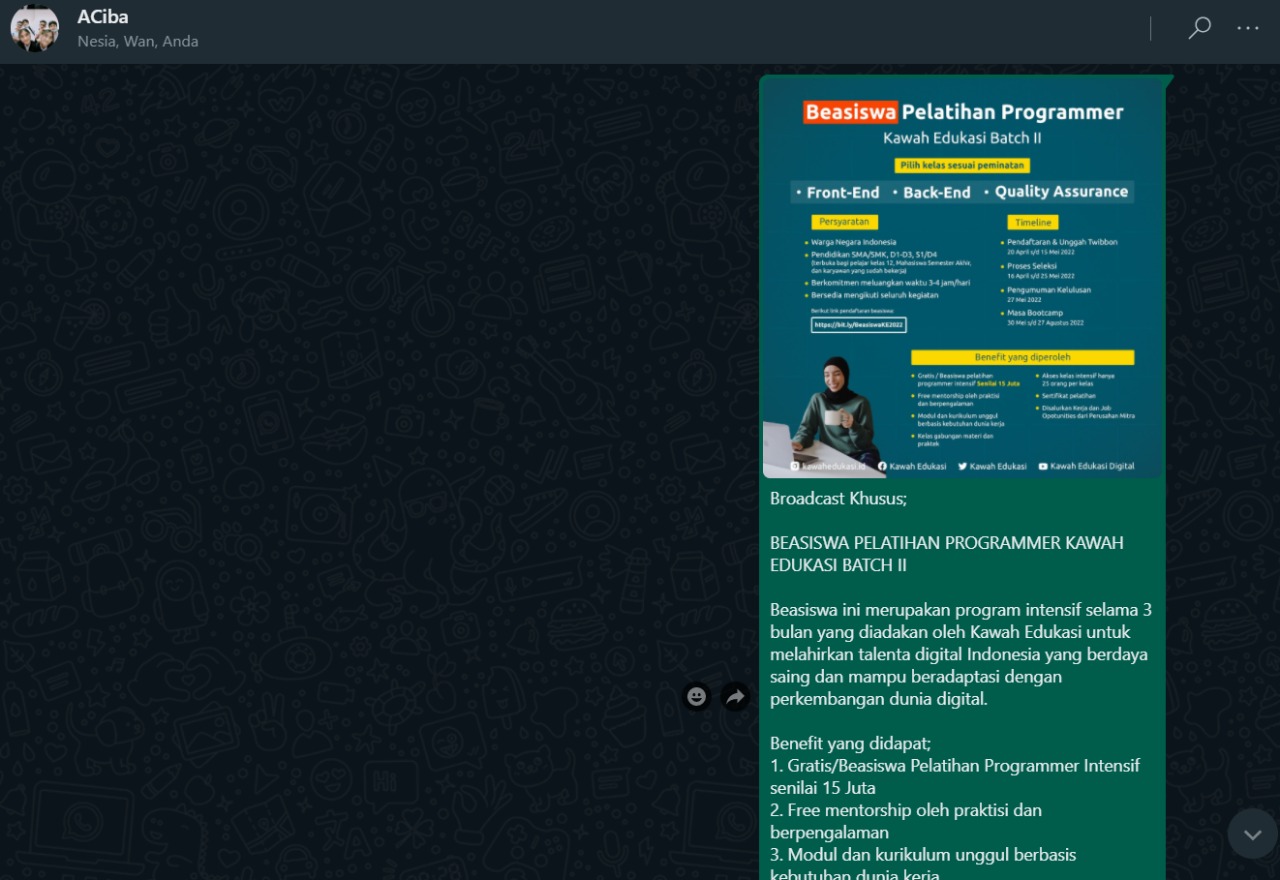 ACiba
Nesia, Wan, Anda
Beasiswa Pelatihan Programmer
Kawah Edukasi Batch II
Pilih kelas sesuai peminatan
• Front-End • Back-End • Quality Assurance
Persyaratan
Warga Negara Indonesia
Pendidikan SMA/SMK, D1-D3, S1/D4
(terbuka bagi pelajar kelas 12, Mahasiswa Semester Akhir,
dan karyawan yang sudah bekerja)
Berkomitmen meluangkan waktu 3-4 jam/hari
Bersedia mengikuti seluruh kegiatan
Berikut link pendaftaran beasiswa:
https://bit.ly/BeasiswaKE2022
Timeline
Pendaftaran & Unggah Twibbon
20 April s/d 15 Mei 2022
Proses Seleksi
16 April s/d 25 Mei 2022
Pengumuman Kelulusan
27 Mei 2022
Masa Bootcamp
30 Mei s/d 27 Agustus 2022
Benefit yang diperoleh
Gratis / Beasiswa pelatihan
programmer intensif Senilai 15 Juta
Free mentorship oleh praktisi
dan berpengalaman
Modul dan kurikulum unggul
berbasis kebutuhan dunia kerja
Kelas gabungan materi dan
praktek
Akses kelas intensif hanya
25 orang per kelas
Sertifikat pelatihan
Disalurkan Kerja dan Job
Oportunities dari Perusahan Mitra
kawahedukasi.id Kawah Edukasi Kawah Edukasi Kawah Edukasi Digital
Broadcast Khusus;
BEASISWA PELATIHAN PROGRAMMER KAWAH
EDUKASI BATCH II
Beasiswa ini merupakan program intensif selama 3
bulan yang diadakan oleh Kawah Edukasi untuk
melahirkan talenta digital Indonesia yang berdaya
saing dan mampu beradaptasi dengan
perkembangan dunia digital.
Benefit yang didapat;
1. Gratis/Beasiswa Pelatihan Programmer Intensif
senilai 15 Juta
2. Free mentorship oleh praktisi dan
berpengalaman
3. Modul dan kurikulum unggul berbasis
kebutuhan dunia kerja